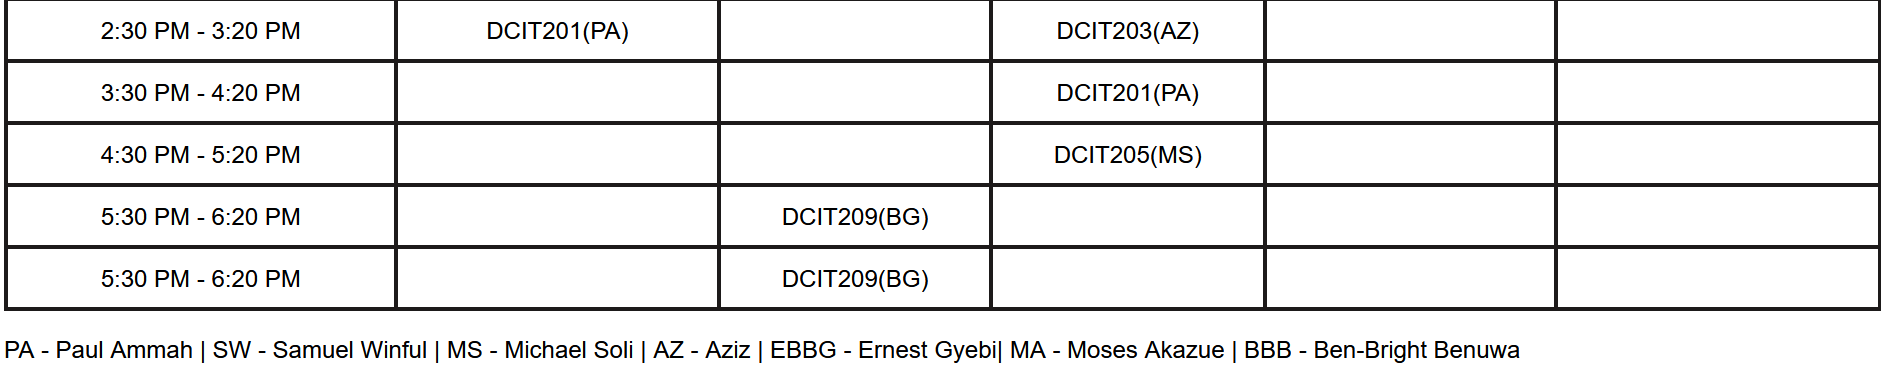 2:30 PM - 3:20 PM DCIT201(PA) DCIT203(AZ)
3:30 PM - 4:20 PM DCIT201(PA)
4:30 PM - 5:20 PM DCIT205(MS)
5:30 PM - 6:20 PM DCIT209(BG)
5:30 PM - 6:20 PM DCIT209(BG)
PA - Paul Ammah | SW - Samuel Winful | MS - Michael Soli | AZ - Aziz | EBBG - Ernest Gyebi| MA - Moses Akazue | BBB - Ben-Bright Benuwa